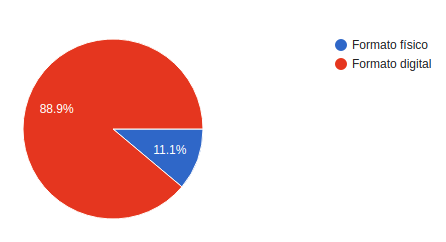 Formato físico
Formato digital
88.9%
11.1%